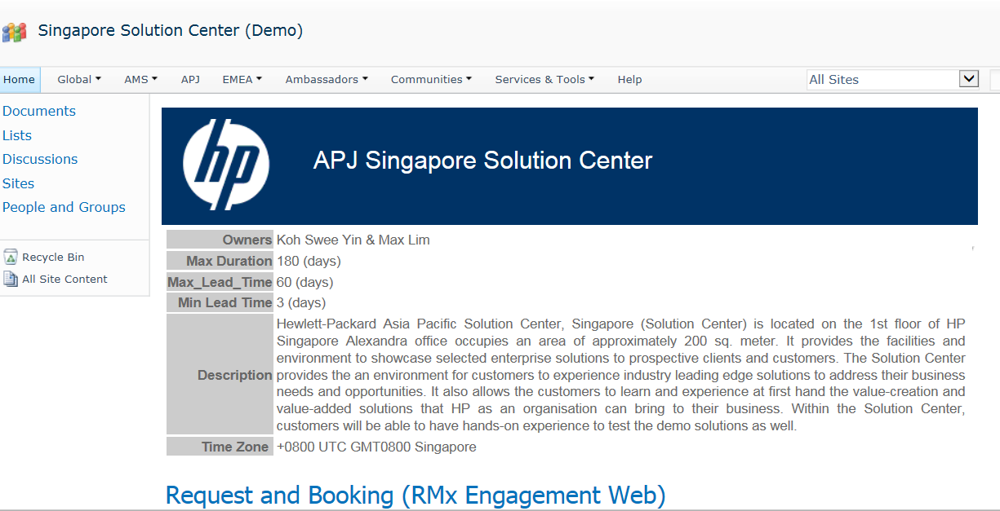 Singapore Solution Center (Demo)
Home Global AMS APJ EMEA Ambassadors Communities Services & Tools Help All Sites
Documents
Lists
Discussions
Sites
People and Groups
Recycle Bin
All Site Content
hp APJ Singapore Solution Center
Owners Koh Swee Yin & Max Lim
Max Duration 180 (days)
Max_Lead_Time 60 (days)
Min Lead Time 3 (days)
Description
Hewlett-Packard Asia Pacific Solution Center, Singapore (Solution Center) is located on the 1st floor of HP
Singapore Alexandra office occupies an area of approximately 200 sq. meter. It provides the facilities and
environment to showcase selected enterprise solutions to prospective clients and customers. The Solution Center
provides the an environment for customers to experience industry leading edge solutions to address their business
needs and opportunities. It also allows the customers to learn and experience at first hand the value-creation and
value-added solutions that HP as an organisation can bring to their business. Within the Solution Center,
customers will be able to have hands-on experience to test the demo solutions as well.
Time Zone +0800 UTC GMT0800 Singapore
Request and Booking (RMx Engagement Web)